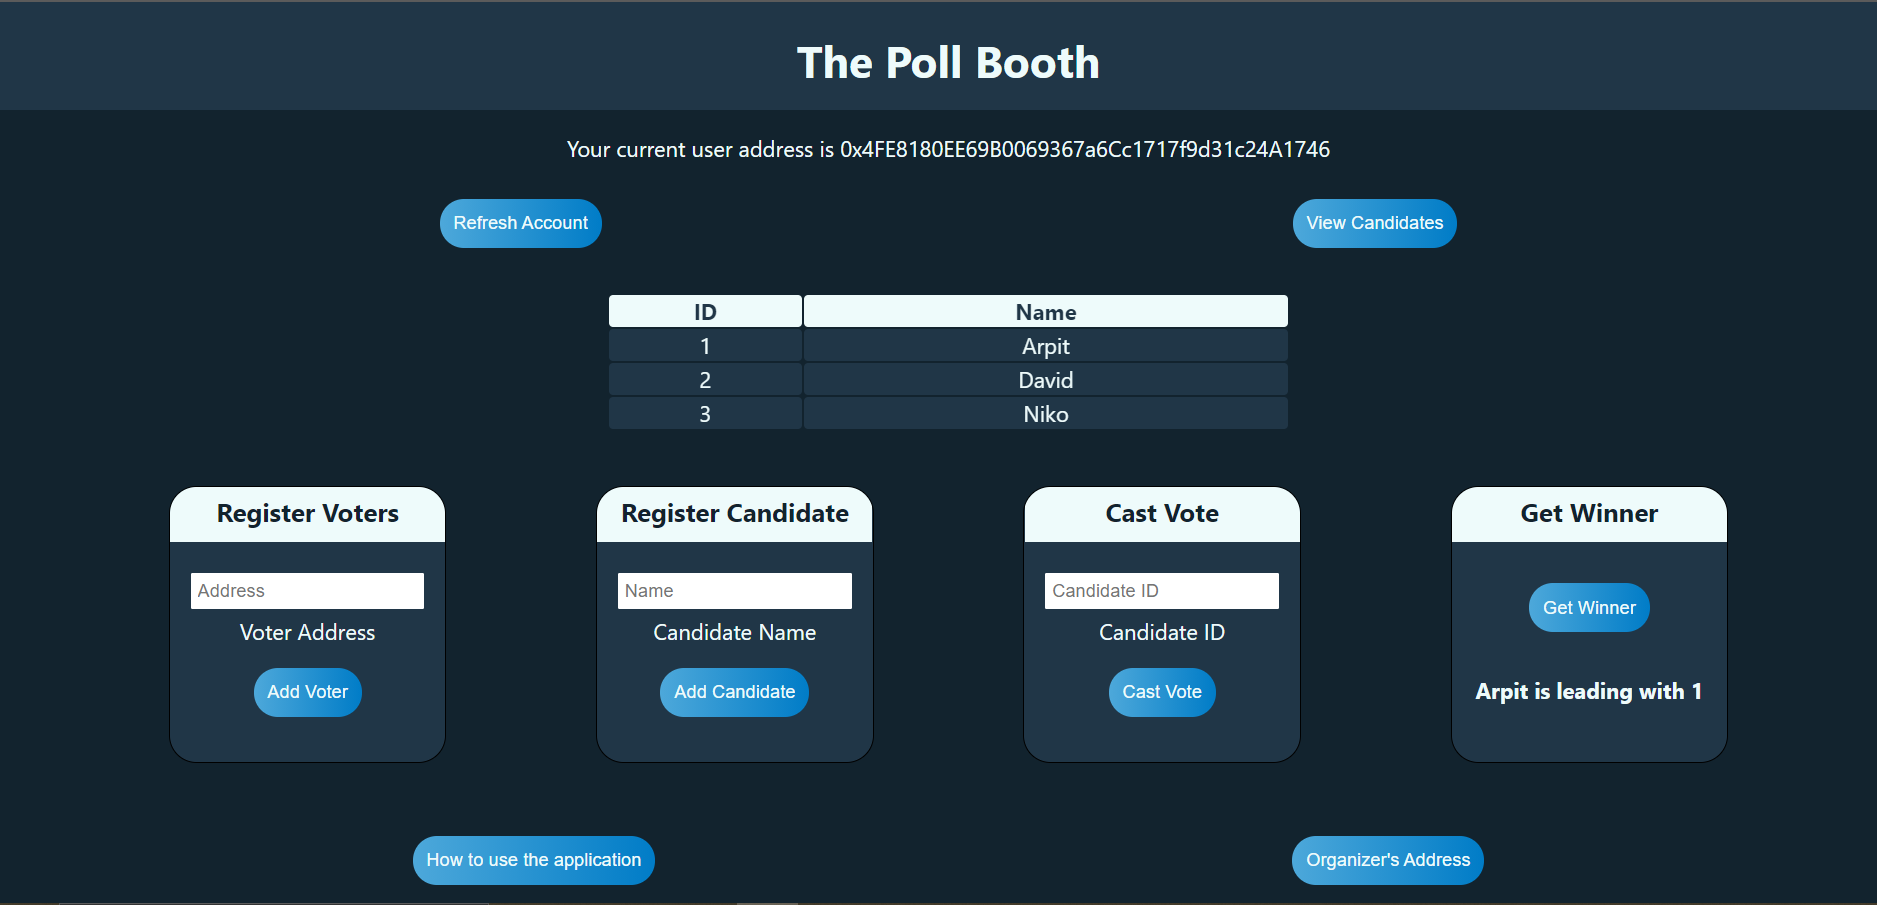 The Poll Booth
Your current user address is 0x4FE8180EE69B0069367a6Cc1717f9d31c24A1746
Refresh Account
View Candidates
ID Name
1 Arpit
2 David
3 Niko
Register Voters
Address
Voter Address
Add Voter
Register Candidate
Name
Candidate Name
Add Candidate
Cast Vote
Candidate ID
Candidate ID
Cast Vote
Get Winner
Get Winner
Arpit is leading with 1
How to use the application
Organizer's Address